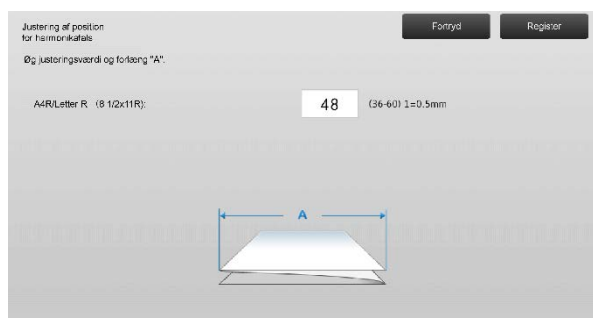 Justering af position
for harmonikafals
Fortryd
Register
Øg justeringsværdi og forlæng "A".
A4R/Letter R (8 1/2x11R):
48
(36-60) 1=0.5mm
A